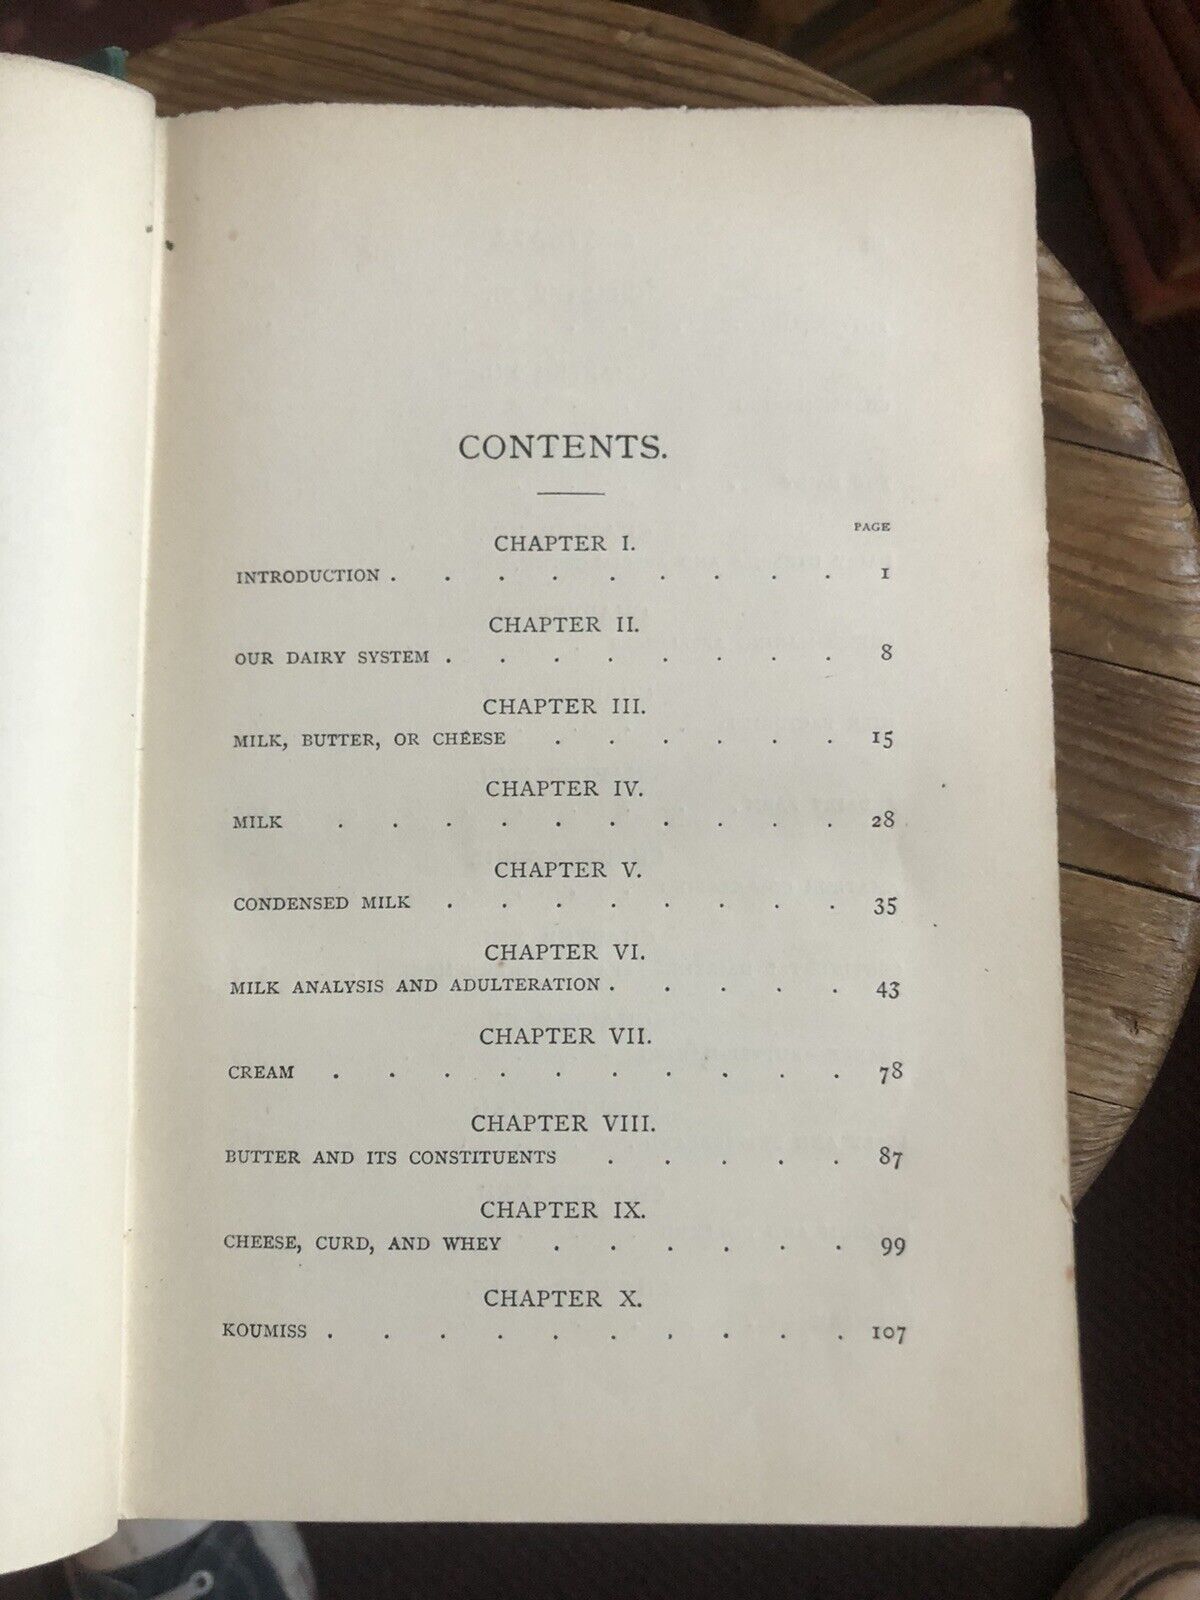 CONTENTS.
PAGE
CHAPTER I.
INTRODUCTION . . . . . . . . . 1
CHAPTER II.
OUR DAIRY SYSTEM . . . . . . . . 8
CHAPTER III.
MILK, BUTTER, OR CHEESE . . . . . . 15
CHAPTER IV.
MILK . . . . . . . . . . 28
CHAPTER V.
CONDENSED MILK . . . . . . . . 35
CHAPTER VI.
MILK ANALYSIS AND ADULTERATION . . . . . 43
CHAPTER VII.
CREAM . . . . . . . . . . 78
CHAPTER VIII.
BUTTER AND ITS CONSTITUENTS . . . . . 87
CHAPTER IX.
CHEESE, CURD, AND WHEY . . . . . . 99
CHAPTER X.
KOUMISS . . . . . . . . . . 107